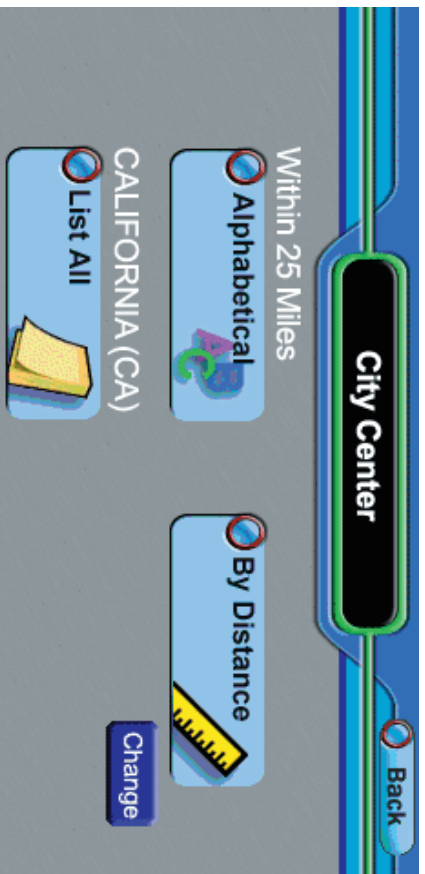 City Center
Back
Within 25 Miles
Alphabetical
By Distance
CALIFORNIA (CA)
Change
List All